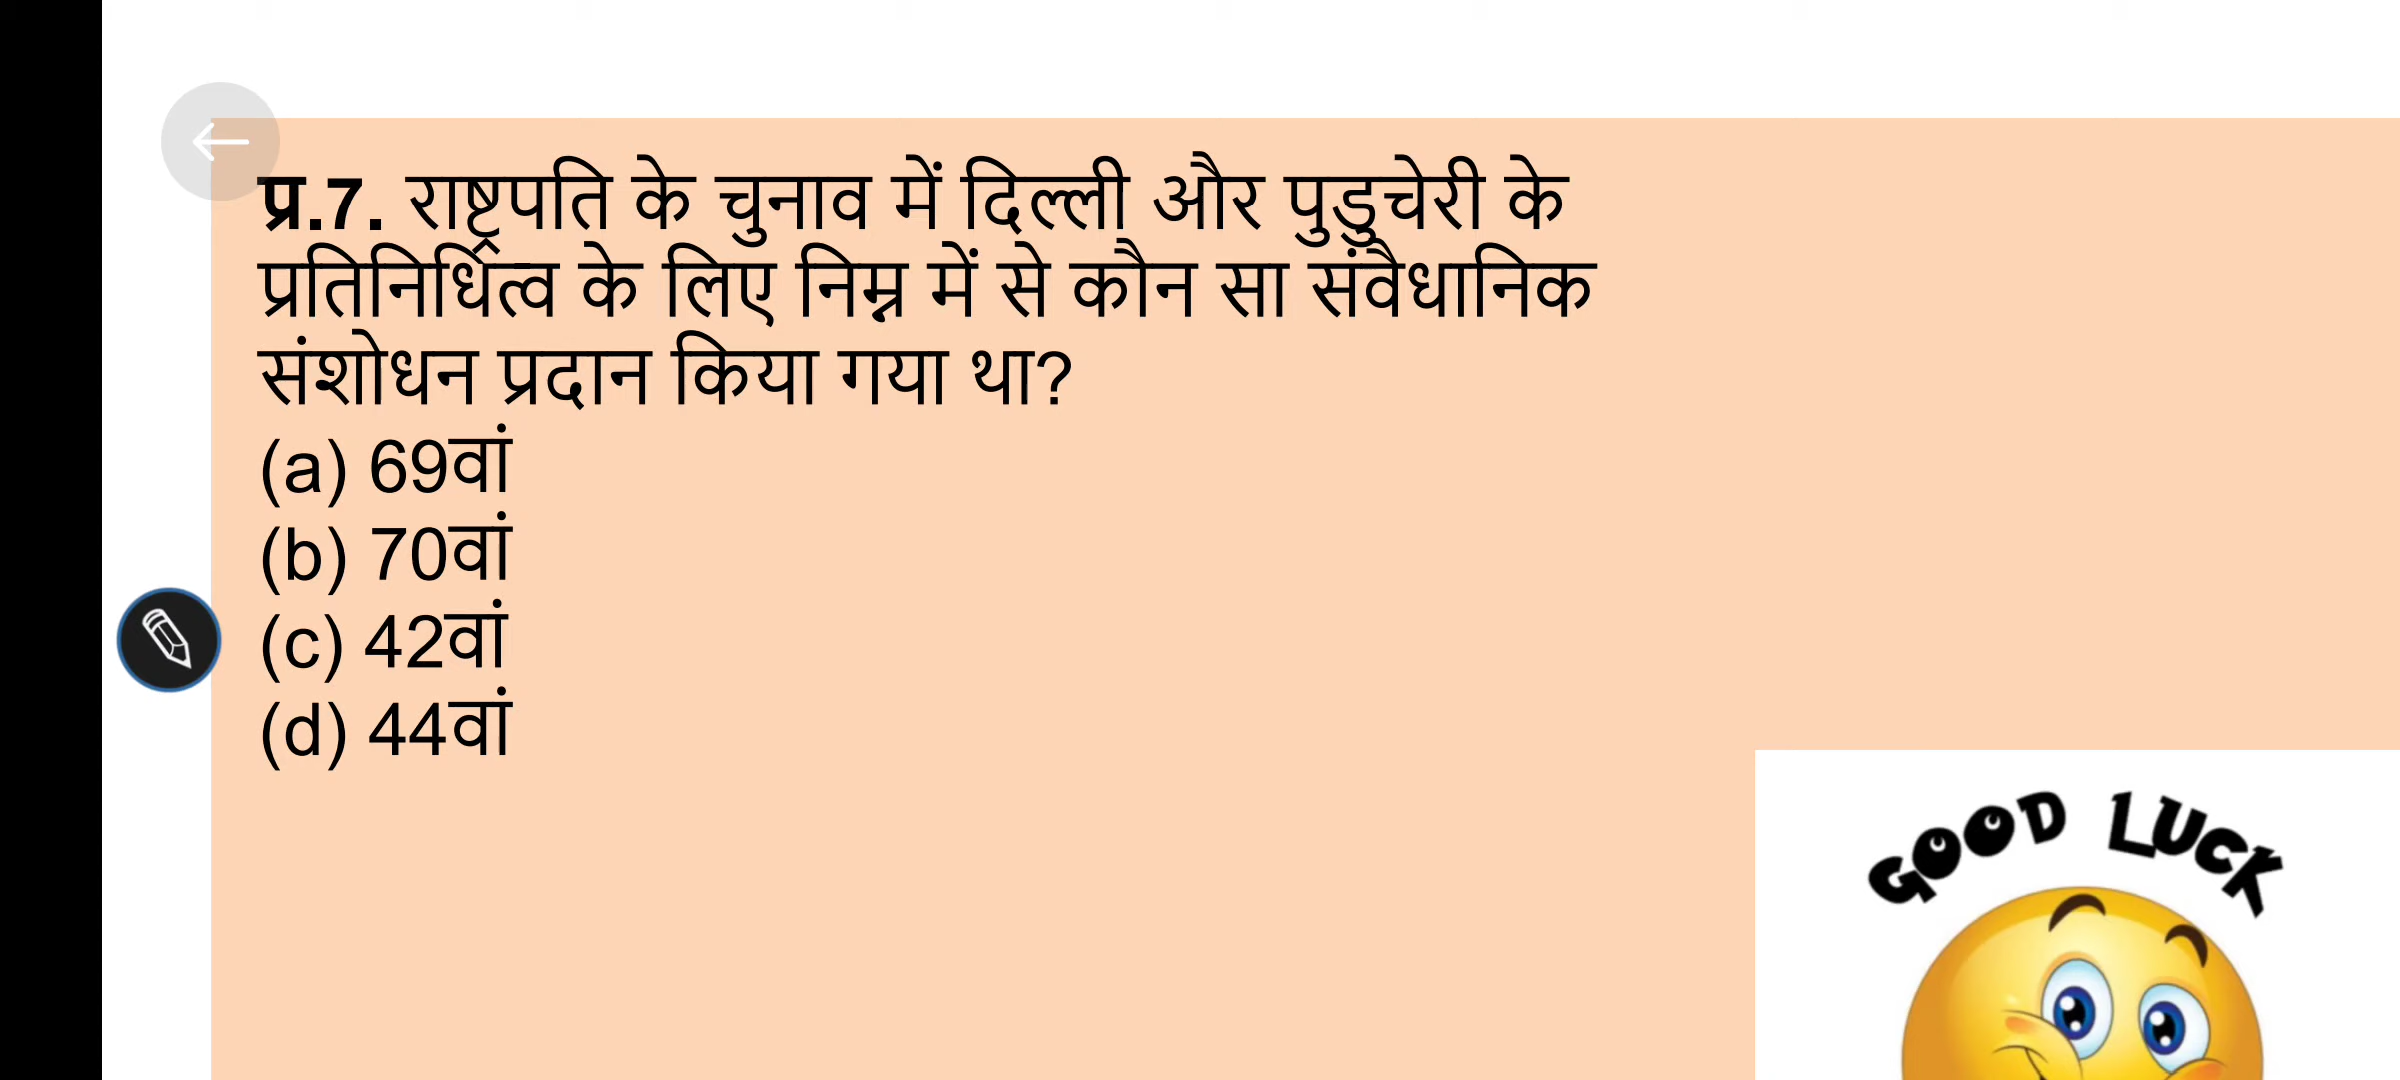 प्र.7. राष्ट्रपति के चुनाव में दिल्ली और पुडुचेरी के
प्रतिनिधित्व के लिए निम्न में से कौन सा संवैधानिक
संशोधन प्रदान किया गया था?
(a) 69वां
(b) 70वां
(c) 42वां
(d) 44वां
GOOD LUCK